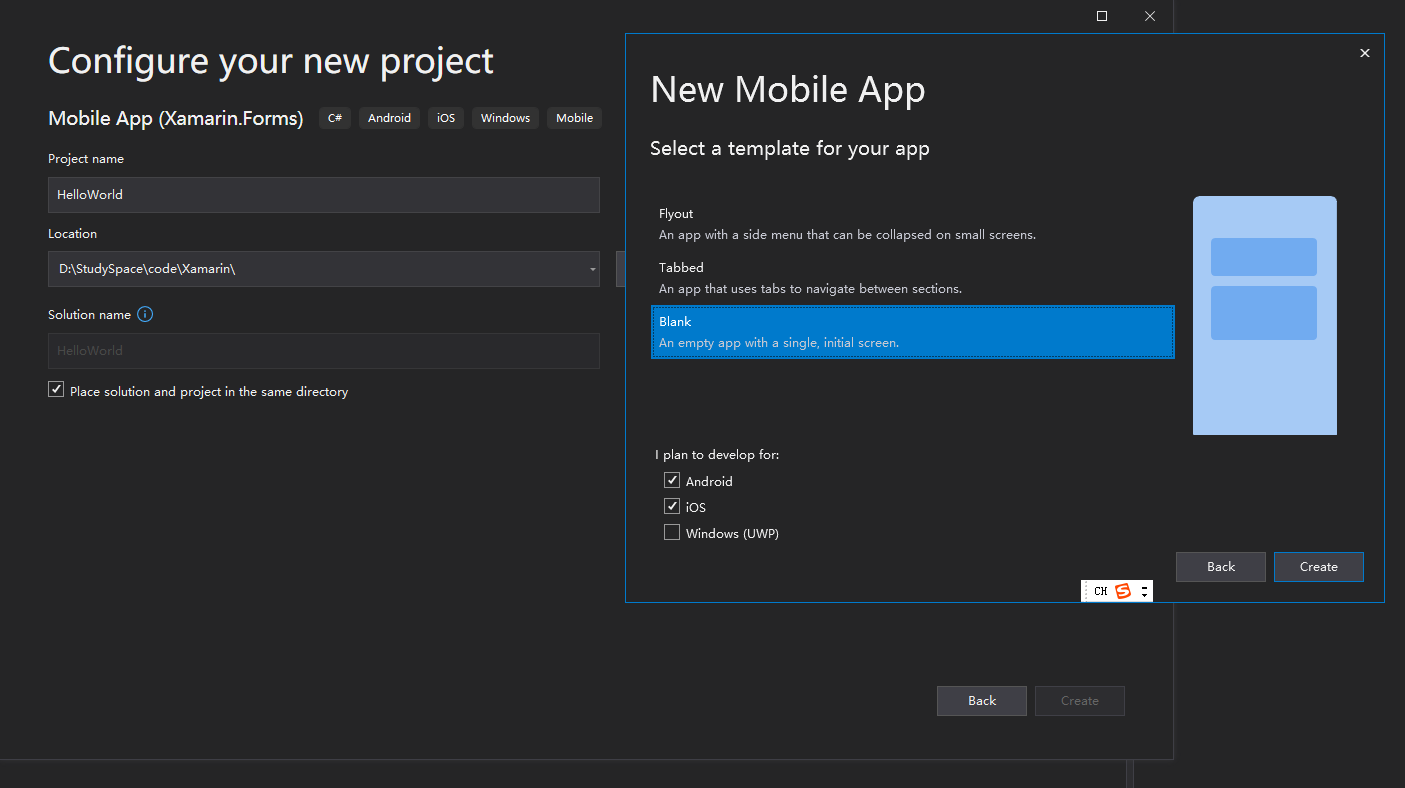 Configure your new project
Mobile App (Xamarin.Forms) C# Android iOS Windows Mobile
Project name
HelloWorld
Location
D:\StudySpace\code\Xamarin\
Solution name
HelloWorld
Place solution and project in the same directory
Back Create
New Mobile App
Select a template for your app
Flyout
An app with a side menu that can be collapsed on small screens.
Tabbed
An app that uses tabs to navigate between sections.
Blank
An empty app with a single, initial screen.
I plan to develop for:
Android
iOS
Windows (UWP)
Back Create
CH S